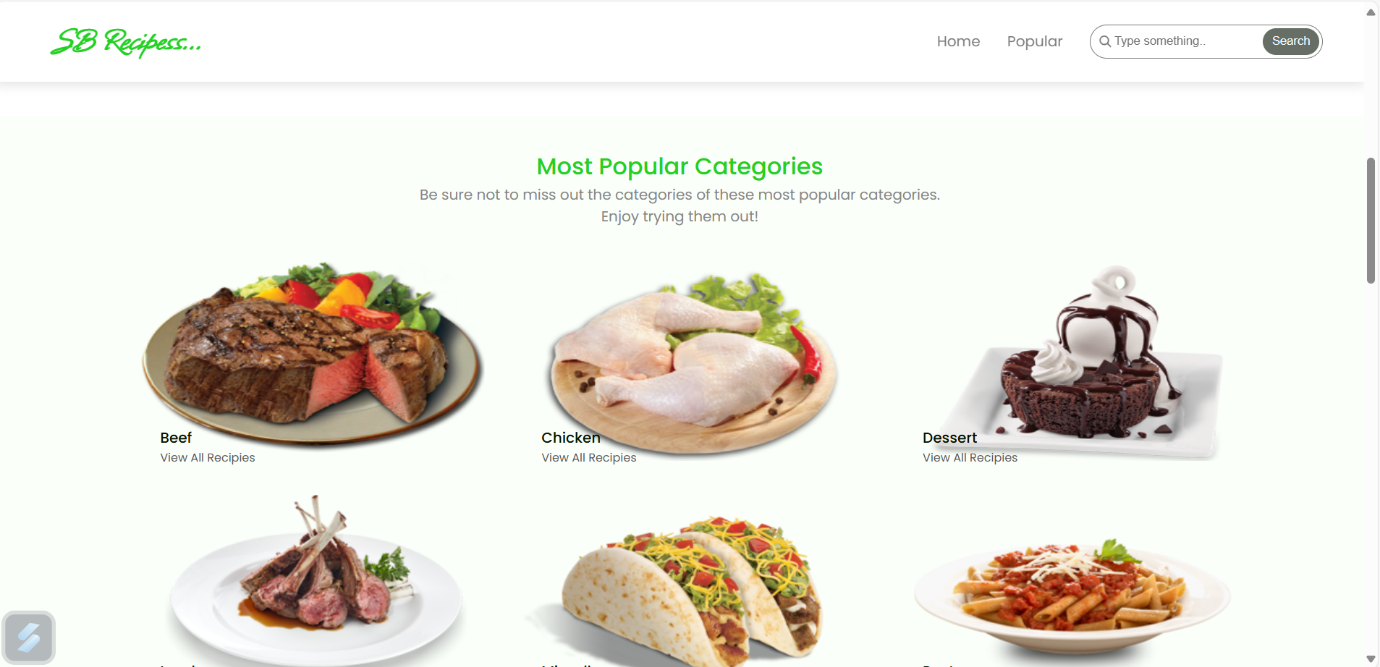 SB Recipess...
Home
Popular
Type something..
Search
Most Popular Categories
Be sure not to miss out the categories of these most popular categories.
Enjoy trying them out!
Beef
View All Recipies
Chicken
View All Recipies
Dessert
View All Recipies